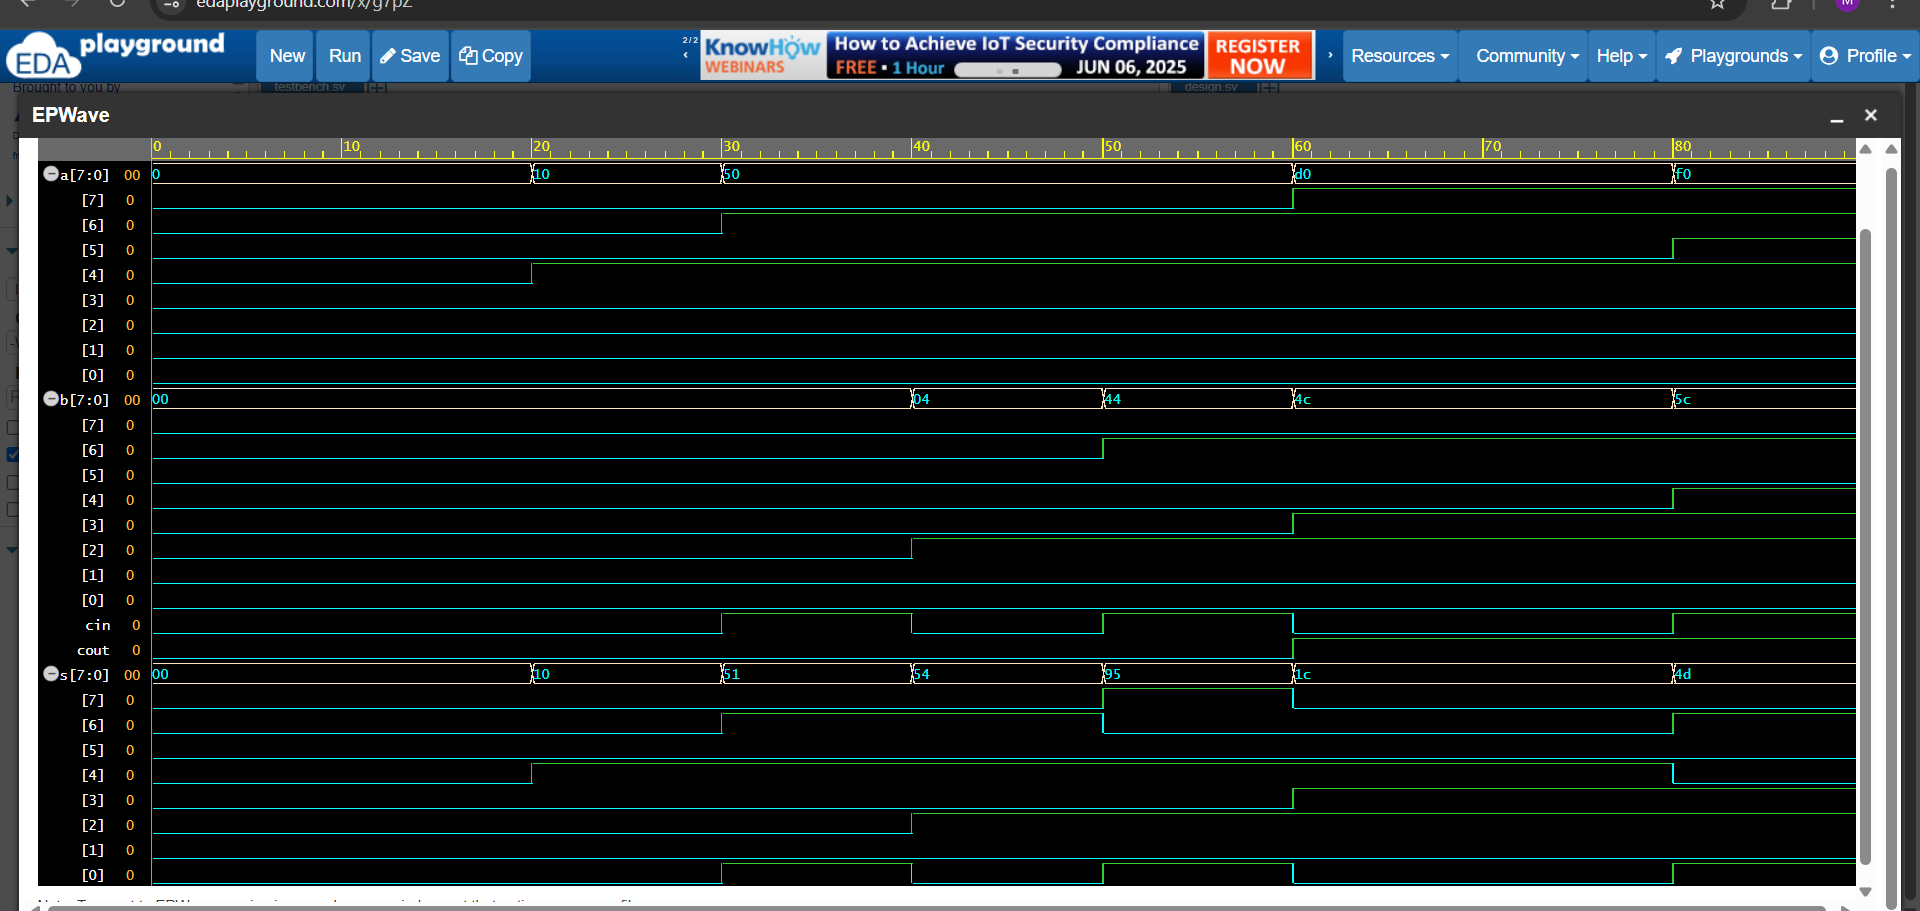 edaplayground.com/x/g7pZ
M
EDA playground
New
Run
Save
Copy
2/2
KnowHow
WEBINARS
How to Achieve IoT Security Compliance
FREE • 1 Hour
JUN 06, 2025
REGISTER
NOW
Resources
Community
Help
Playgrounds
Profile
Brought to you by
testbench.sv
design.sv
EPWave
0 10 20 30 40 50 60 70 80
a[7:0] 00 0 10 50 d0 f0
[7] 0
[6] 0
[5] 0
[4] 0
[3] 0
[2] 0
[1] 0
[0] 0
b[7:0] 00 00 04 44 4c 5c
[7] 0
[6] 0
[5] 0
[4] 0
[3] 0
[2] 0
[1] 0
[0] 0
cin 0
cout 0
s[7:0] 00 00 10 51 54 95 1c 4d
[7] 0
[6] 0
[5] 0
[4] 0
[3] 0
[2] 0
[1] 0
[0] 0